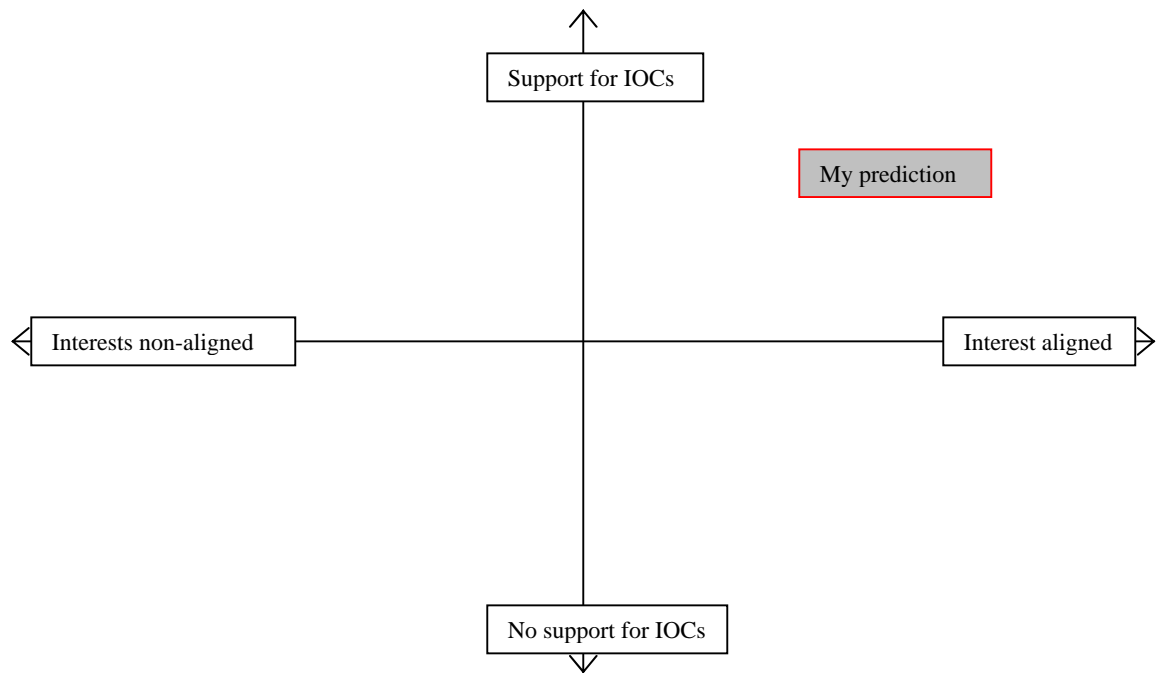 Support for IOCs
My prediction
Interests non-aligned
Interest aligned
No support for IOCs